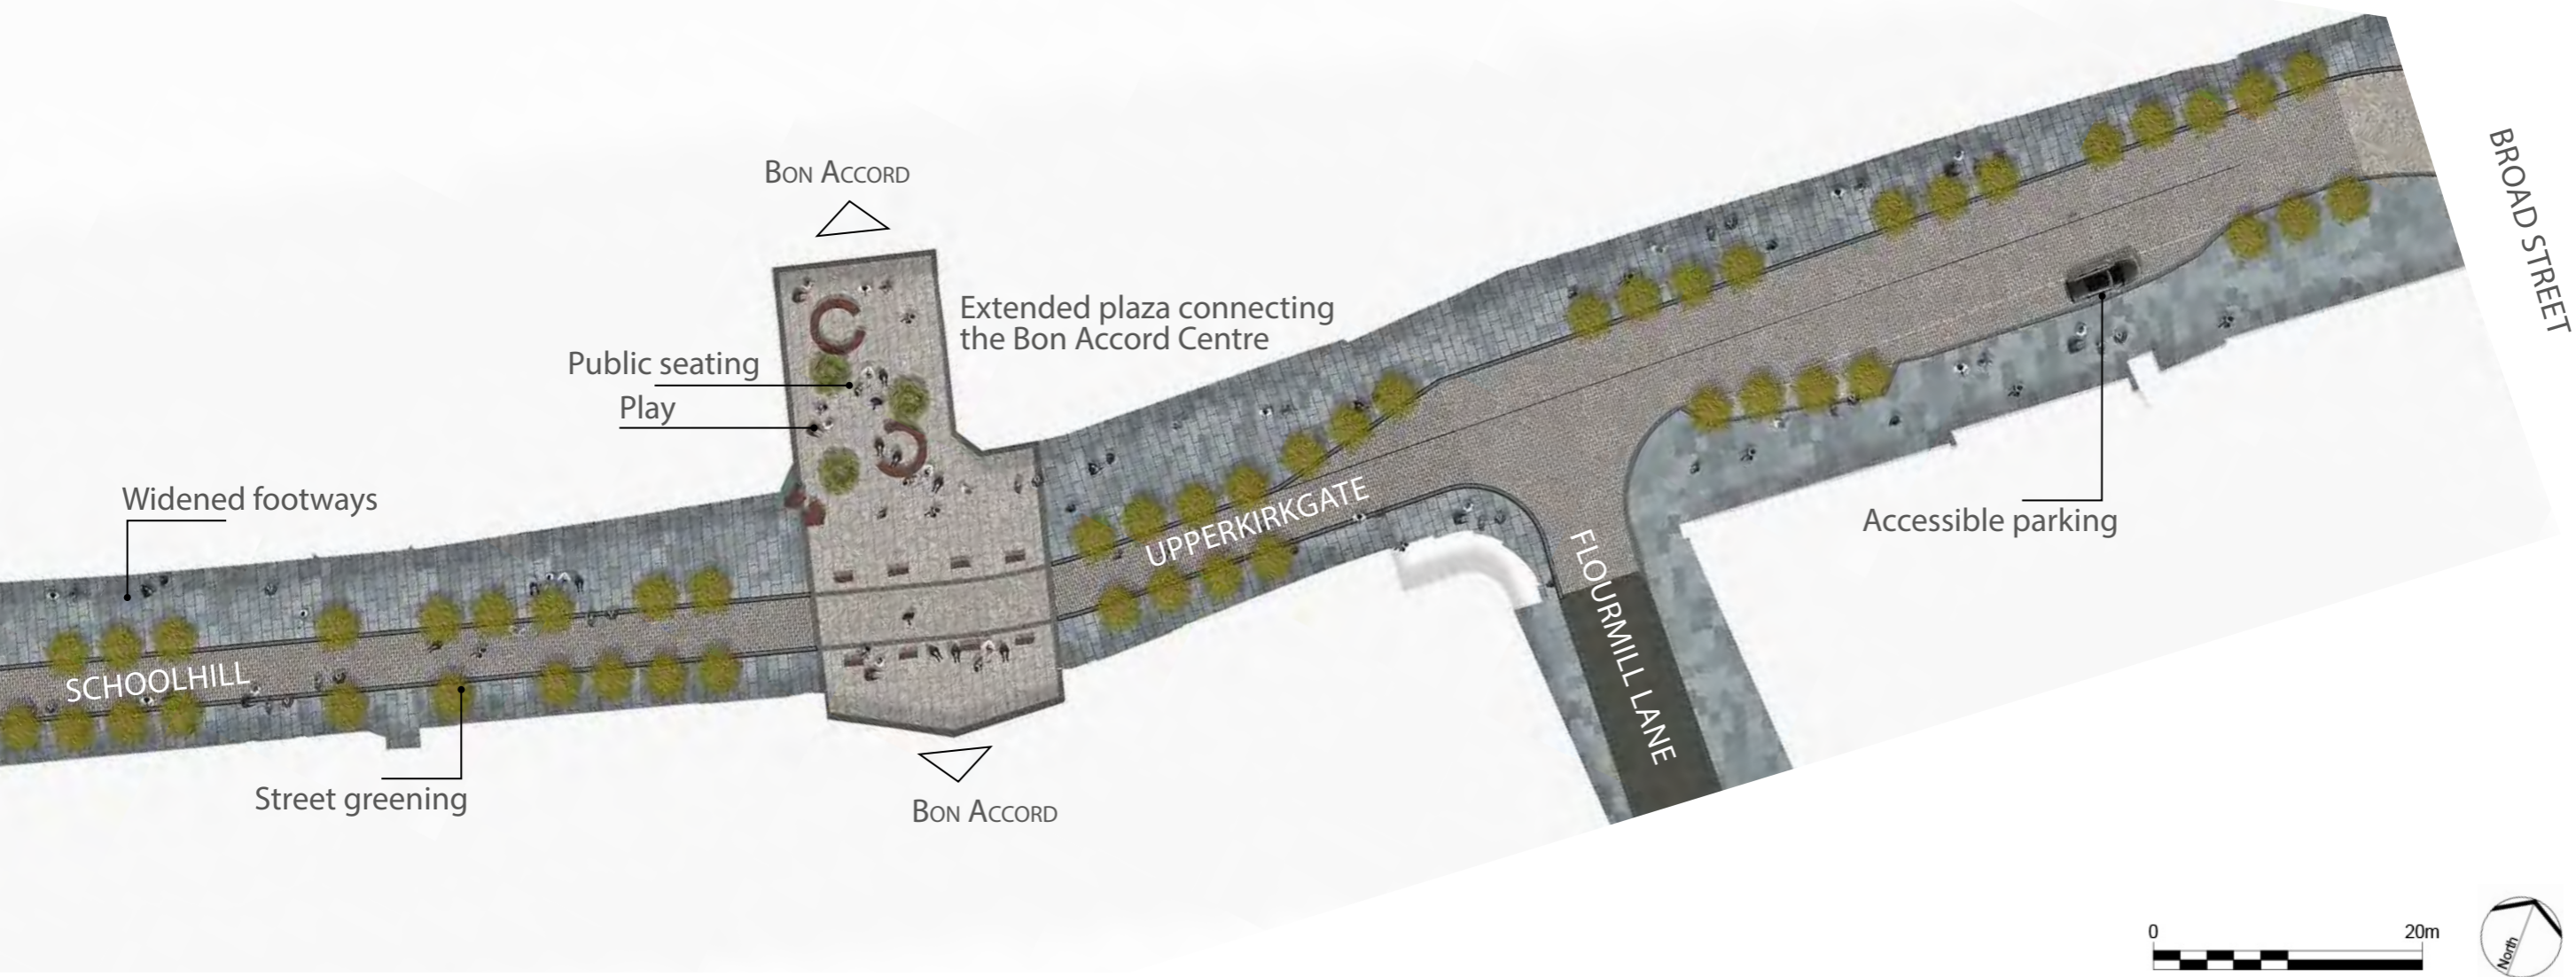 BROAD STREET
BON ACCORD
Extended plaza connecting
the Bon Accord Centre
Public seating
Play
Widened footways
UPPERKIRKGATE
Accessible parking
FLOURMILL LANE
SCHOOLHILL
Street greening
BON ACCORD
0
20m
North